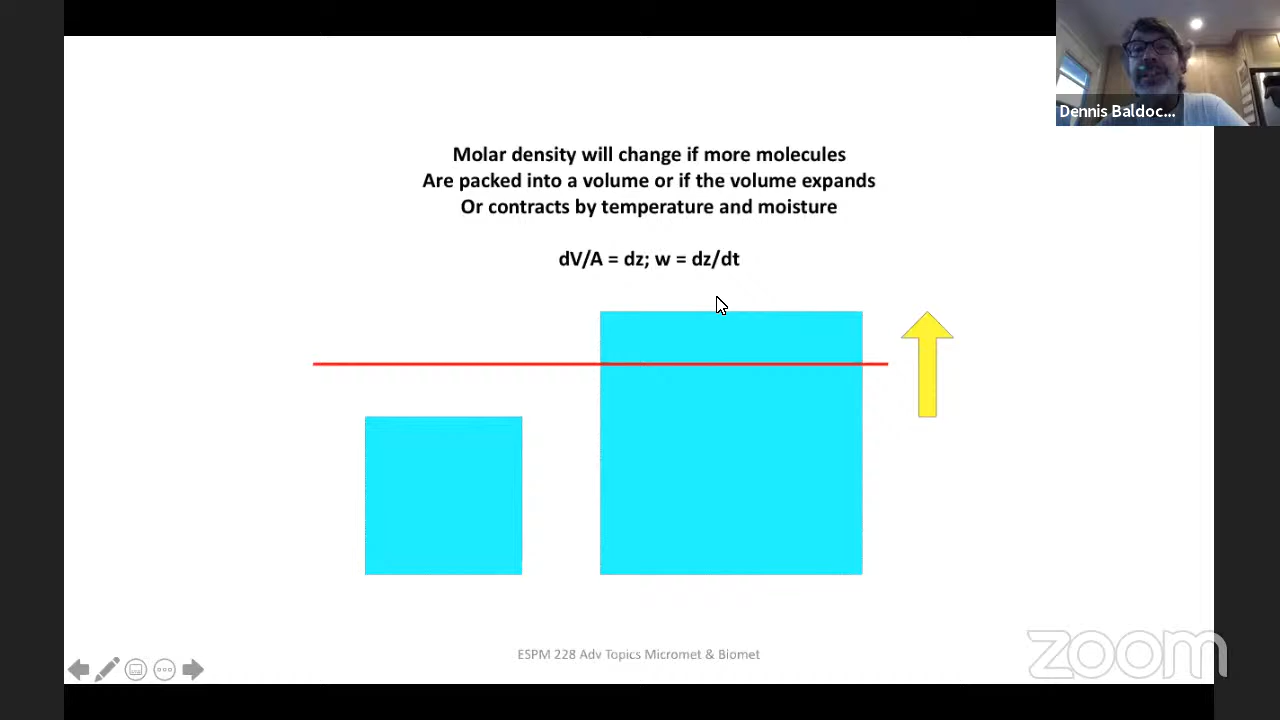 Dennis Baldoc...
Molar density will change if more molecules
Are packed into a volume or if the volume expands
Or contracts by temperature and moisture
dV/A = dz; w = dz/dt
ESPM 228 Adv Topics Micromet & Biomet
zoom